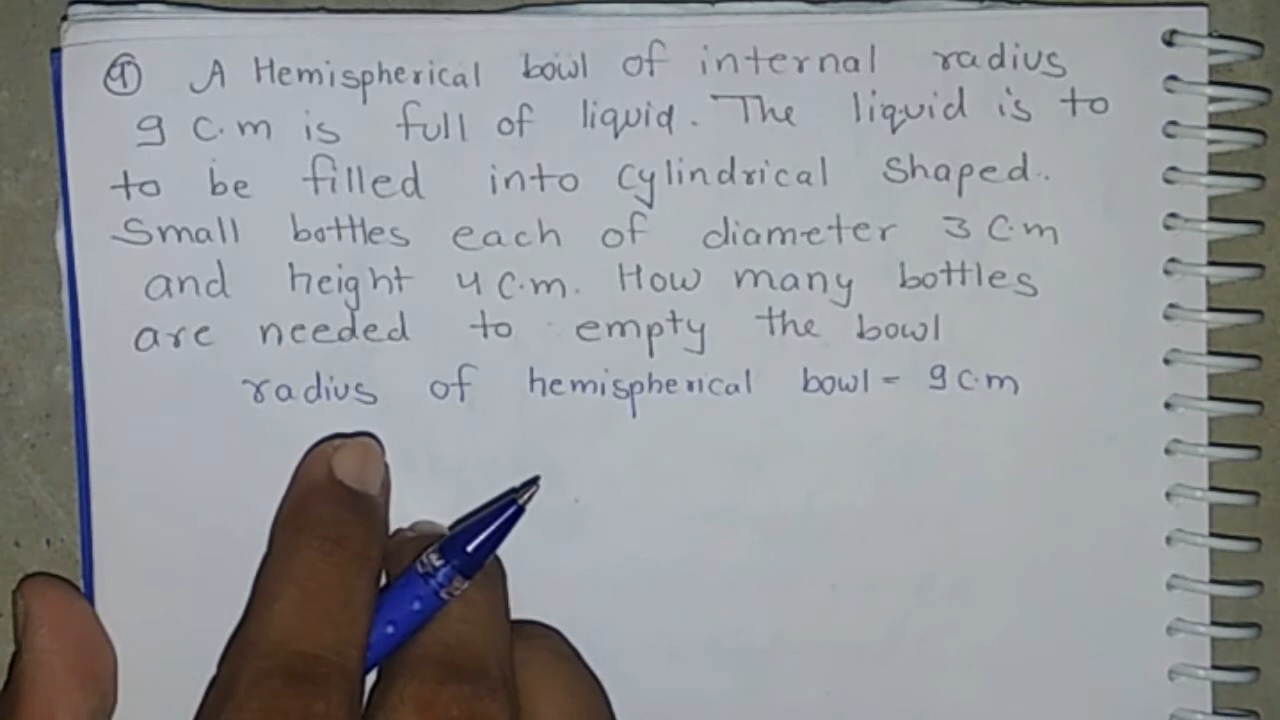 ① A Hemispherical bowl of internal radius
9 c.m is full of liquid. The liquid is to
to be filled into cylindrical shaped.
Small bottles each of diameter 3 c.m
and height 4 c.m. How many bottles
are needed to empty the bowl
radius of hemispherical bowl = 9 c.m